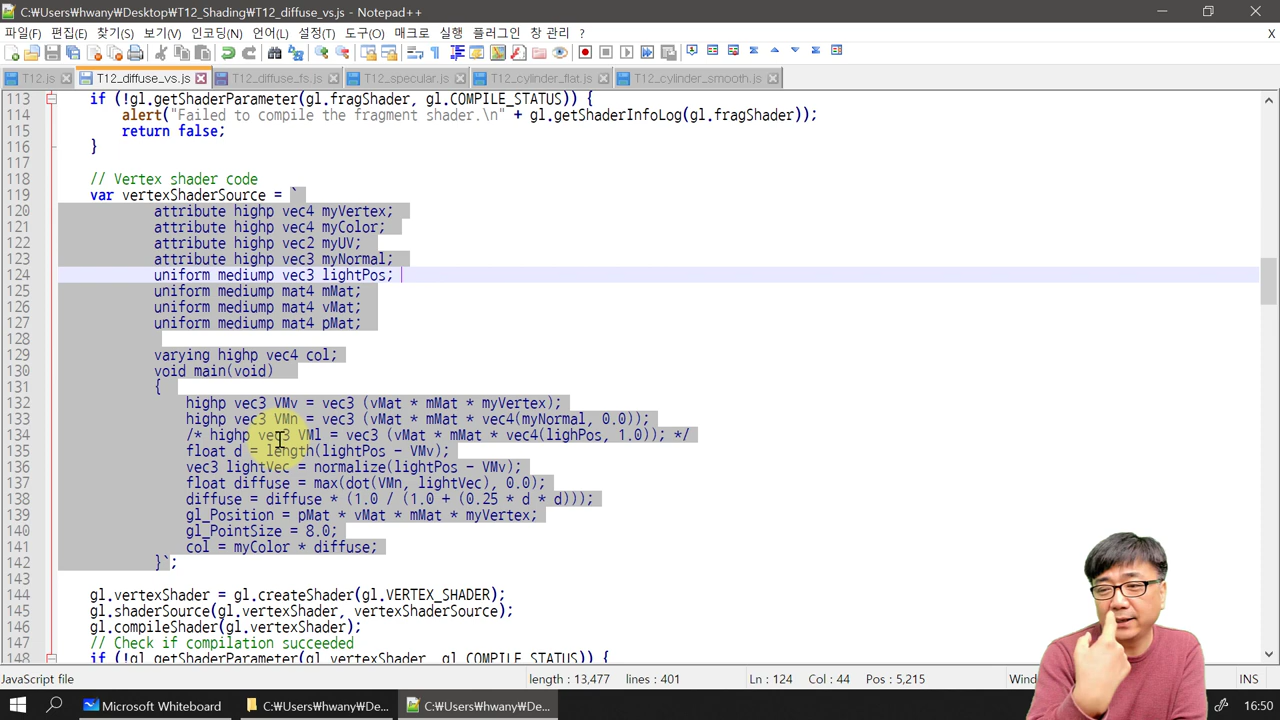 C:₩Users₩hwany₩Desktop₩T12_Shading₩T12_diffuse_vs.js - Notepad++
파일(F) 편집(E) 찾기(S) 보기(V) 인코딩(N) 언어(L) 설정(T) 도구(O) 매크로 실행 플러그인 창 관리 ? X
T12.js T12_diffuse_vs.js T12_diffuse_fs.js T12_specular.js T12_cylinder_flat.js T12_cylinder_smooth.js
113 if (!gl.getShaderParameter(gl.fragShader, gl.COMPILE_STATUS)) {
114 alert("Failed to compile the fragment shader.\n" + gl.getShaderInfoLog(gl.fragShader));
115 return false;
116 }
117
118 // Vertex shader code
119 var vertexShaderSource = `
120 attribute highp vec4 myVertex;
121 attribute highp vec4 myColor;
122 attribute highp vec2 myUV;
123 attribute highp vec3 myNormal;
124 uniform mediump vec3 lightPos;
125 uniform mediump mat4 mMat;
126 uniform mediump mat4 vMat;
127 uniform mediump mat4 pMat;
128
129 varying highp vec4 col;
130 void main(void)
131 {
132 highp vec3 VMv = vec3 (vMat * mMat * myVertex);
133 highp vec3 VMn = vec3 (vMat * mMat * vec4(myNormal, 0.0));
134 /* highp vec3 VMl = vec3 (vMat * mMat * vec4(lighPos, 1.0)); */
135 float d = length(lightPos - VMv);
136 vec3 lightVec = normalize(lightPos - VMv);
137 float diffuse = max(dot(VMn, lightVec), 0.0);
138 diffuse = diffuse * (1.0 / (1.0 + (0.25 * d * d)));
139 gl_Position = pMat * vMat * mMat * myVertex;
140 gl_PointSize = 8.0;
141 col = myColor * diffuse;
142 }`;
143
144 gl.vertexShader = gl.createShader(gl.VERTEX_SHADER);
145 gl.shaderSource(gl.vertexShader, vertexShaderSource);
146 gl.compileShader(gl.vertexShader);
147 // Check if compilation succeeded
148 if (!gl.getShaderParameter(gl.vertexShader, gl.COMPILE_STATUS)) {
JavaScript file length : 13,477 lines : 401 Ln : 124 Col : 44 Pos : 5,215 Wind INS
Microsoft Whiteboard C:₩Users₩hwany₩De... C:₩Users₩hwany₩De... 16:50